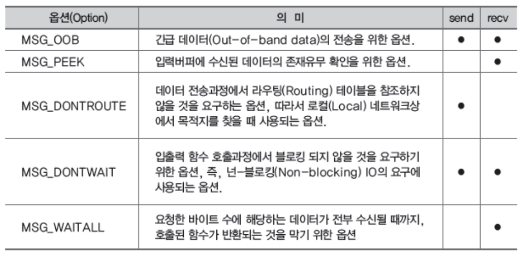 옵션(Option) 의 미 send recv
MSG_OOB 긴급 데이터(Out-of-band data)의 전송을 위한 옵션. ● ●
MSG_PEEK 입력버퍼에 수신된 데이터의 존재유무 확인을 위한 옵션. ●
데이터 전송과정에서 라우팅(Routing) 테이블을 참조하지
MSG_DONTROUTE 않을 것을 요구하는 옵션, 따라서 로컬(Local) 네트워크상 ●
에서 목적지를 찾을 때 사용되는 옵션.
입출력 함수 호출과정에서 블로킹 되지 않을 것을 요구하기
MSG_DONTWAIT 위한 옵션, 즉, 넌-블로킹(Non-blocking) IO의 요구에 ● ●
사용되는 옵션.
요청한 바이트 수에 해당하는 데이터가 전부 수신될 때까지,
MSG_WAITALL 호출된 함수가 반환되는 것을 막기 위한 옵션 ●